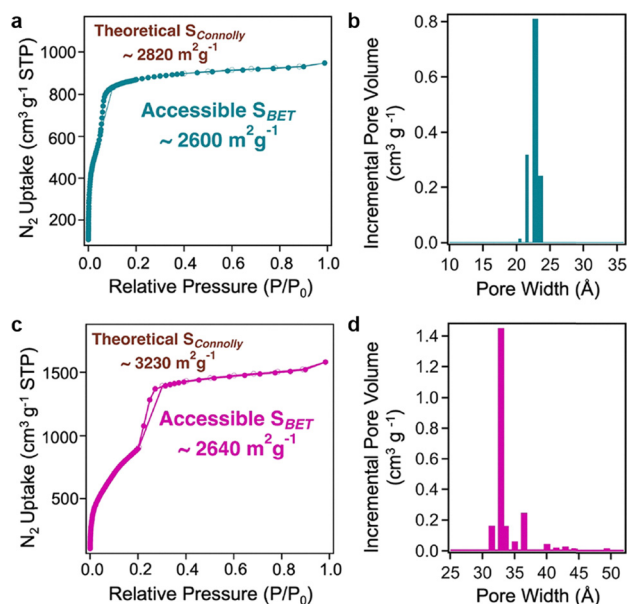 a
Theoretical S_Connolly
~ 2820 m²g⁻¹
Accessible S_BET
~ 2600 m²g⁻¹
N₂ Uptake (cm³ g⁻¹ STP)
1000
800
600
400
200
0.0 0.2 0.4 0.6 0.8 1.0
Relative Pressure (P/P₀)
b
Incremental Pore Volume
(cm³ g⁻¹)
0.8
0.6
0.4
0.2
0.0
10 15 20 25 30 35
Pore Width (Å)
c
Theoretical S_Connolly
~ 3230 m²g⁻¹
Accessible S_BET
~ 2640 m²g⁻¹
N₂ Uptake (cm³ g⁻¹ STP)
1500
1000
500
0.0 0.2 0.4 0.6 0.8 1.0
Relative Pressure (P/P₀)
d
Incremental Pore Volume
(cm³ g⁻¹)
1.4
1.2
1.0
0.8
0.6
0.4
0.2
0.0
25 30 35 40 45 50
Pore Width (Å)